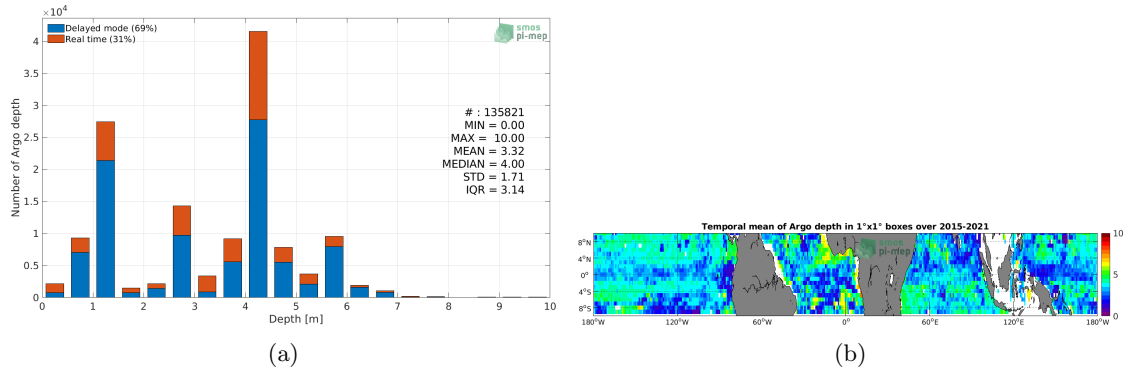 ×10⁴
Delayed mode (69%)
Real time (31%)
smos
pi-mep
4
3.5
3
2.5
2
1.5
1
0.5
0
Number of Argo depth
# : 135821
MIN = 0.00
MAX = 10.00
MEAN = 3.32
MEDIAN = 4.00
STD = 1.71
IQR = 3.14
0 1 2 3 4 5 6 7 8 9 10
Depth [m]
(a)
Temporal mean of Argo depth in 1°x1° boxes over 2015-2021
smos
pi-mep
8°N
4°N
0°
4°S
8°S
180°W 120°W 60°W 0° 60°E 120°E 180°W
10
5
0
(b)